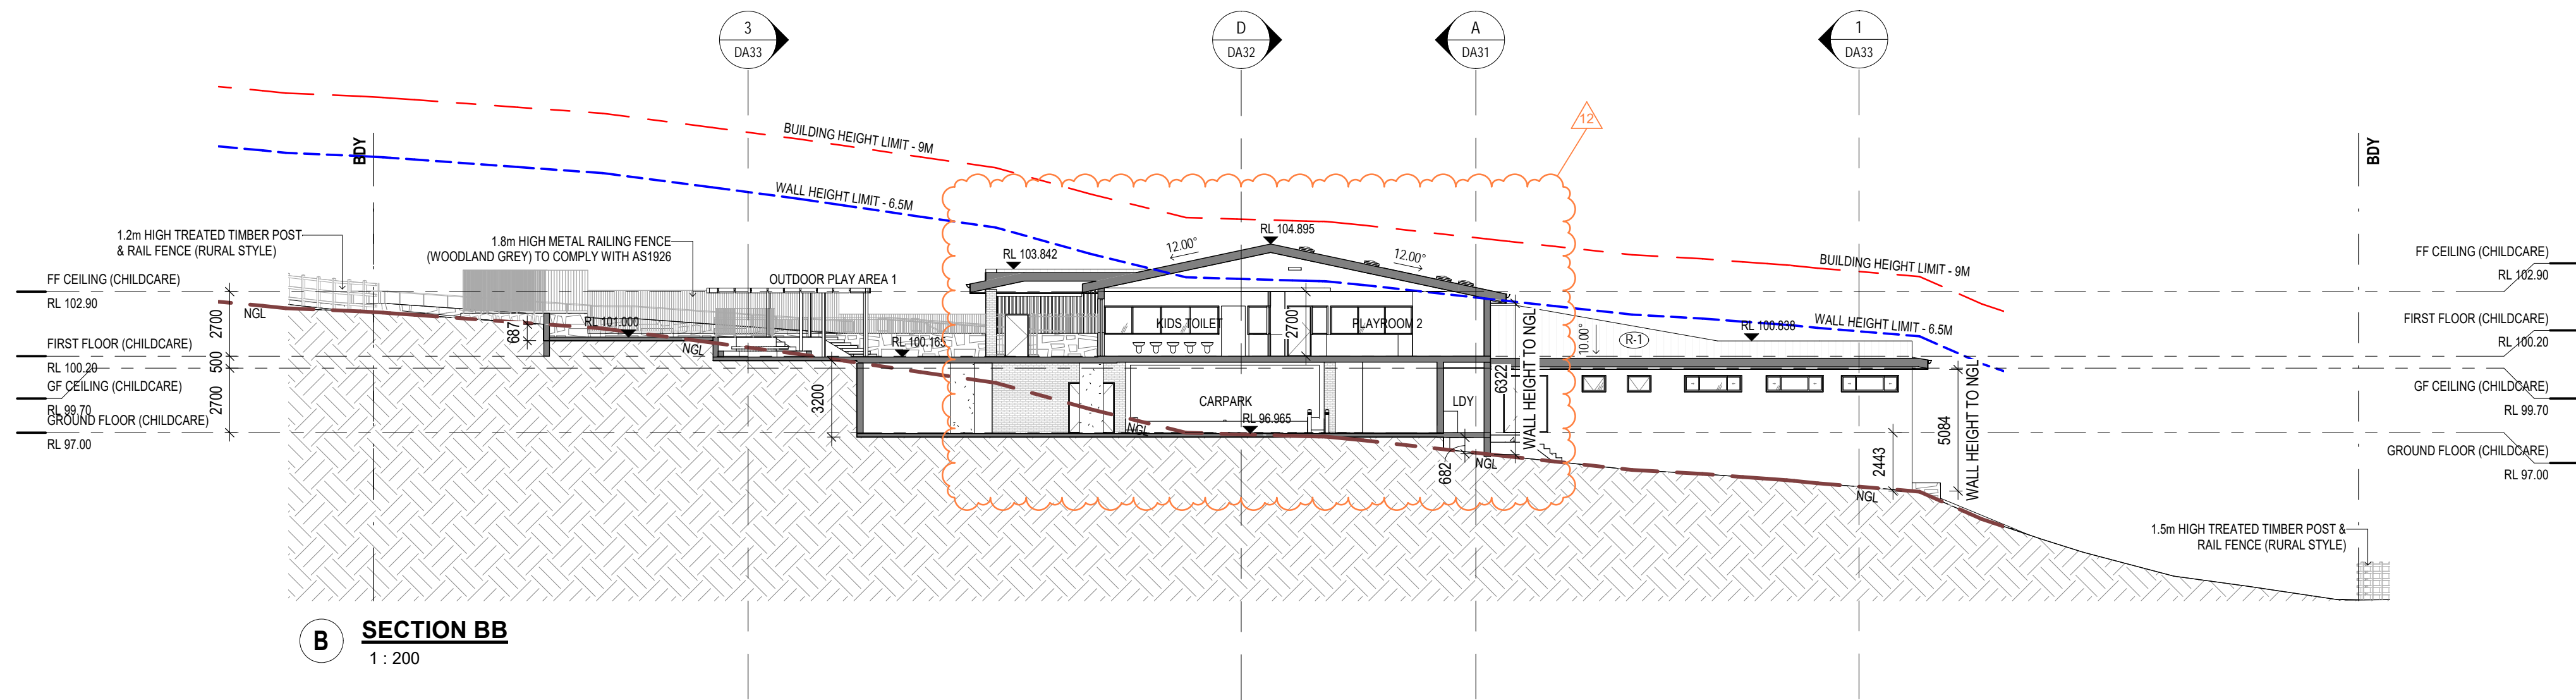 3
DA33
D
DA32
A
DA31
1
DA33
12
BUILDING HEIGHT LIMIT - 9M
WALL HEIGHT LIMIT - 6.5M
BDY
BDY
1.2m HIGH TREATED TIMBER POST
& RAIL FENCE (RURAL STYLE)
1.8m HIGH METAL RAILING FENCE
(WOODLAND GREY) TO COMPLY WITH AS1926
OUTDOOR PLAY AREA 1
RL 103.842
12.00°
RL 104.895
12.00°
BUILDING HEIGHT LIMIT - 9M
WALL HEIGHT LIMIT - 6.5M
FF CEILING (CHILDCARE)
RL 102.90
FIRST FLOOR (CHILDCARE)
RL 100.20
GF CEILING (CHILDCARE)
RL 99.70
GROUND FLOOR (CHILDCARE)
RL 97.00
2700
500
2700
NGL
687
RL 101.000
NGL
RL 100.165
3200
KIDS TOILET
2700
PLAYROOM 2
CARPARK
RL 96.965
NGL
LDY
682
6322
WALL HEIGHT TO NGL
NGL
10.00°
R-1
RL 100.838
2443
5084
WALL HEIGHT TO NGL
NGL
FF CEILING (CHILDCARE)
RL 102.90
FIRST FLOOR (CHILDCARE)
RL 100.20
GF CEILING (CHILDCARE)
RL 99.70
GROUND FLOOR (CHILDCARE)
RL 97.00
1.5m HIGH TREATED TIMBER POST &
RAIL FENCE (RURAL STYLE)
B
SECTION BB
1 : 200